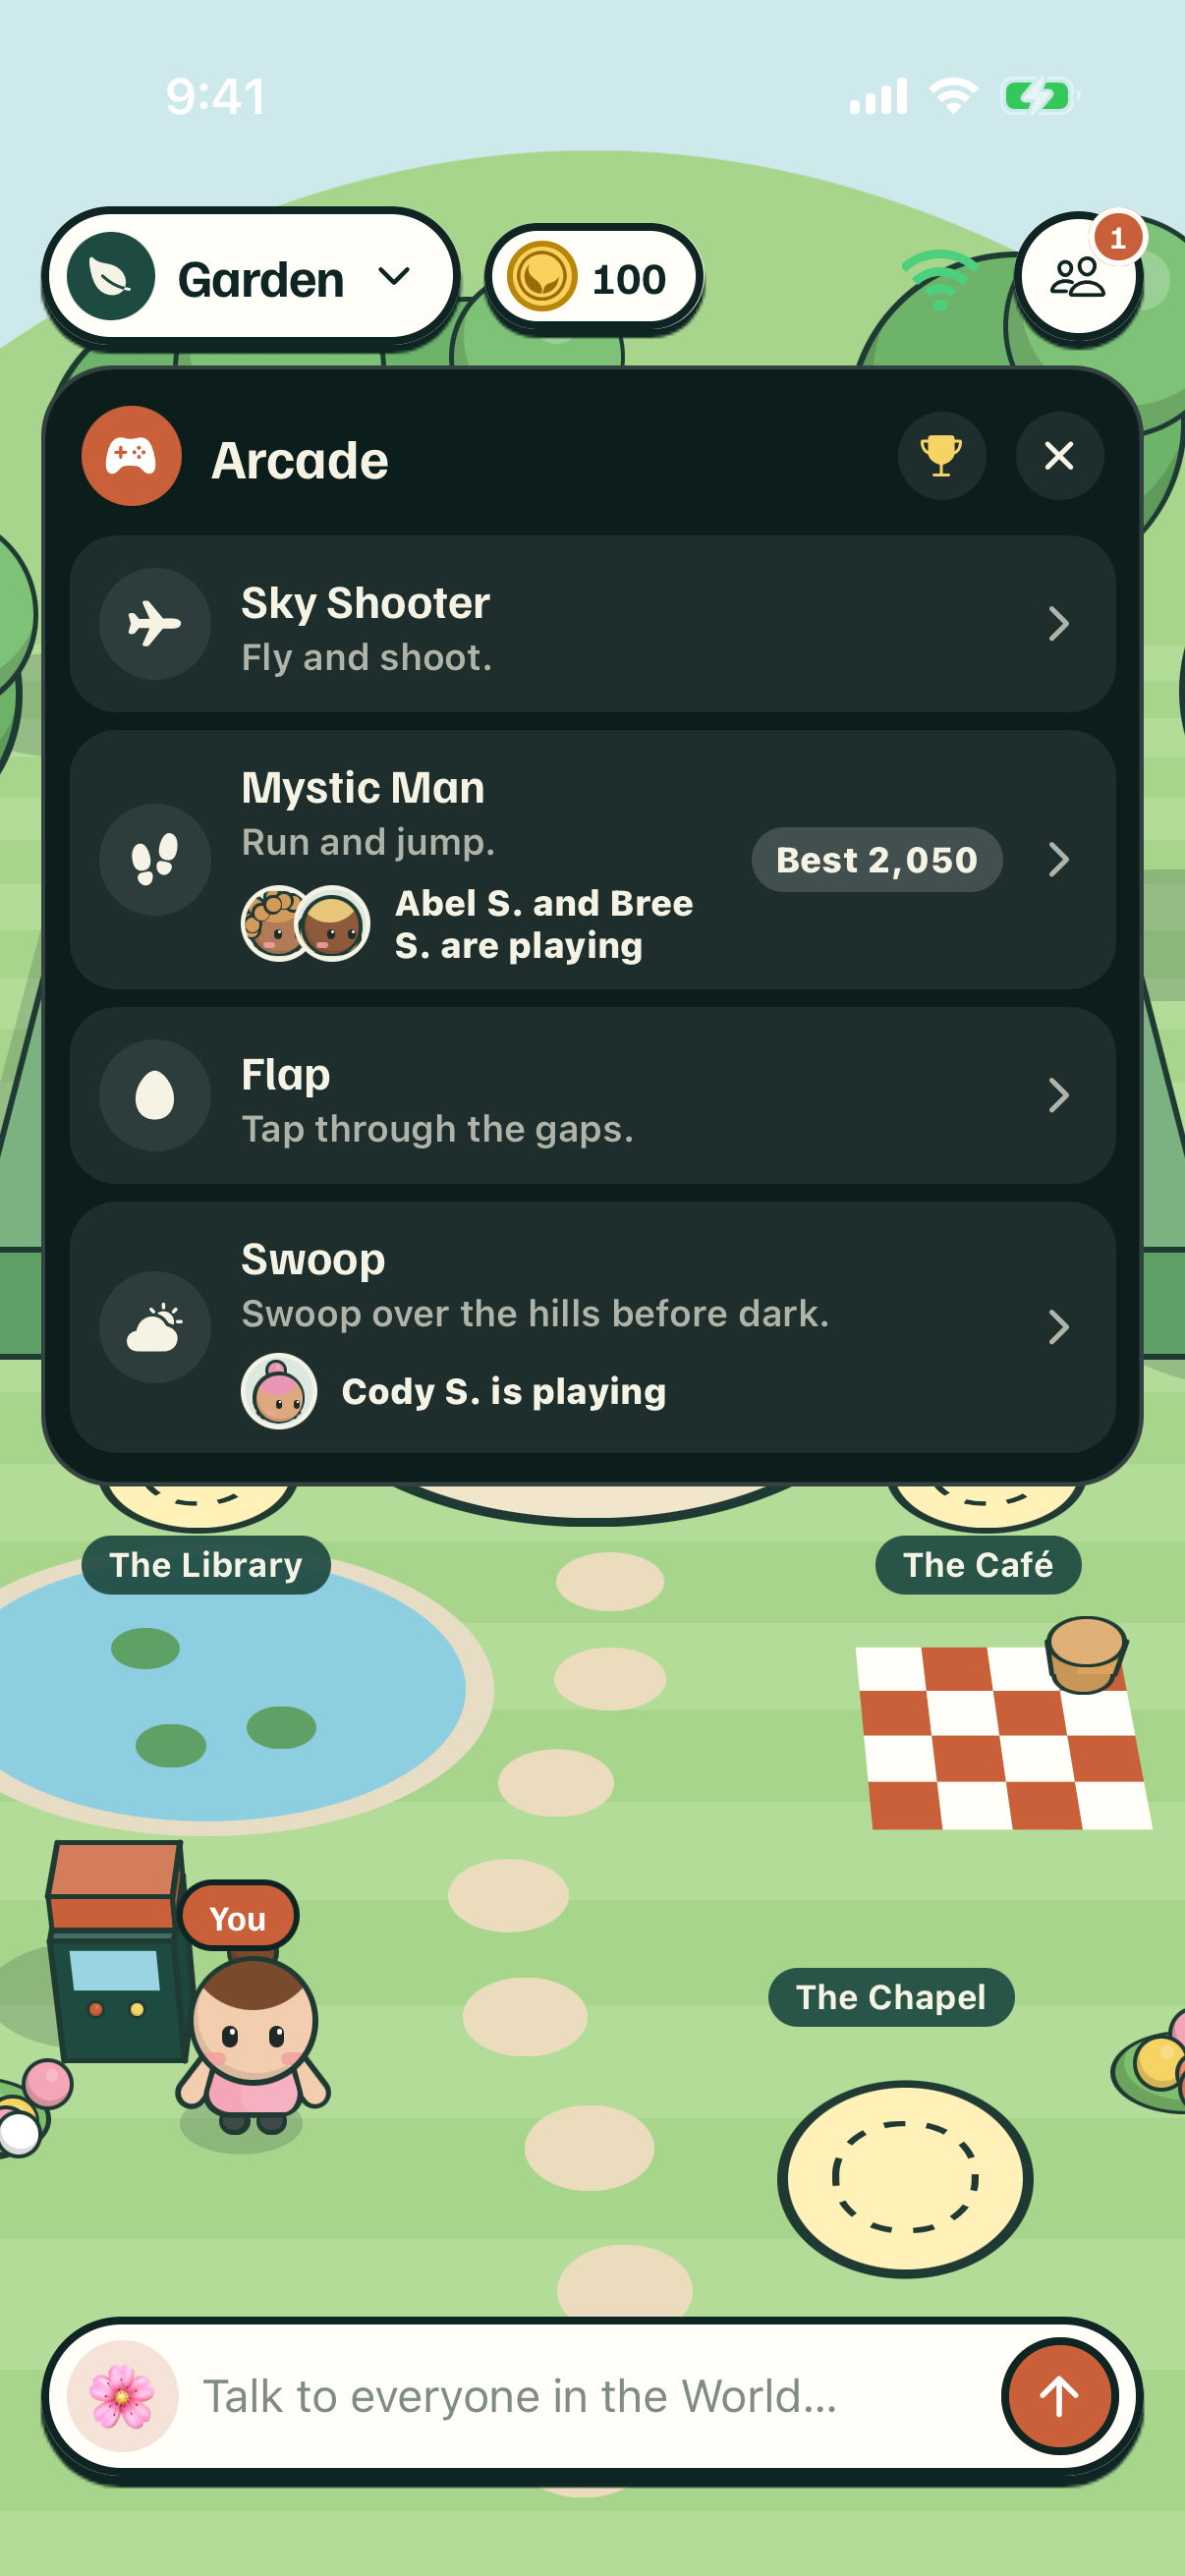 9:41
Garden
100
1
Arcade
Sky Shooter
Fly and shoot.
Mystic Man
Run and jump.
Best 2,050
Abel S. and Bree
S. are playing
Flap
Tap through the gaps.
Swoop
Swoop over the hills before dark.
Cody S. is playing
The Library
The Café
You
The Chapel
Talk to everyone in the World...